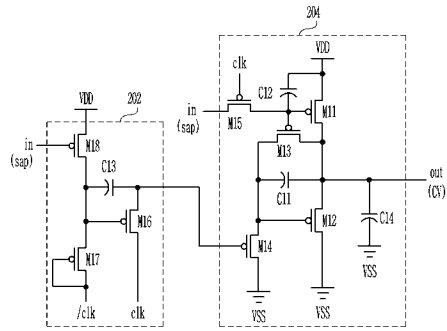 204
202
VDD
clk
VDD
C12
in
(sap)
M11
M15
in
(sap)
M18
M13
C13
C11
out
(CV)
M16
M12
C14
M14
M17
VSS
/clk
clk
VSS
VSS